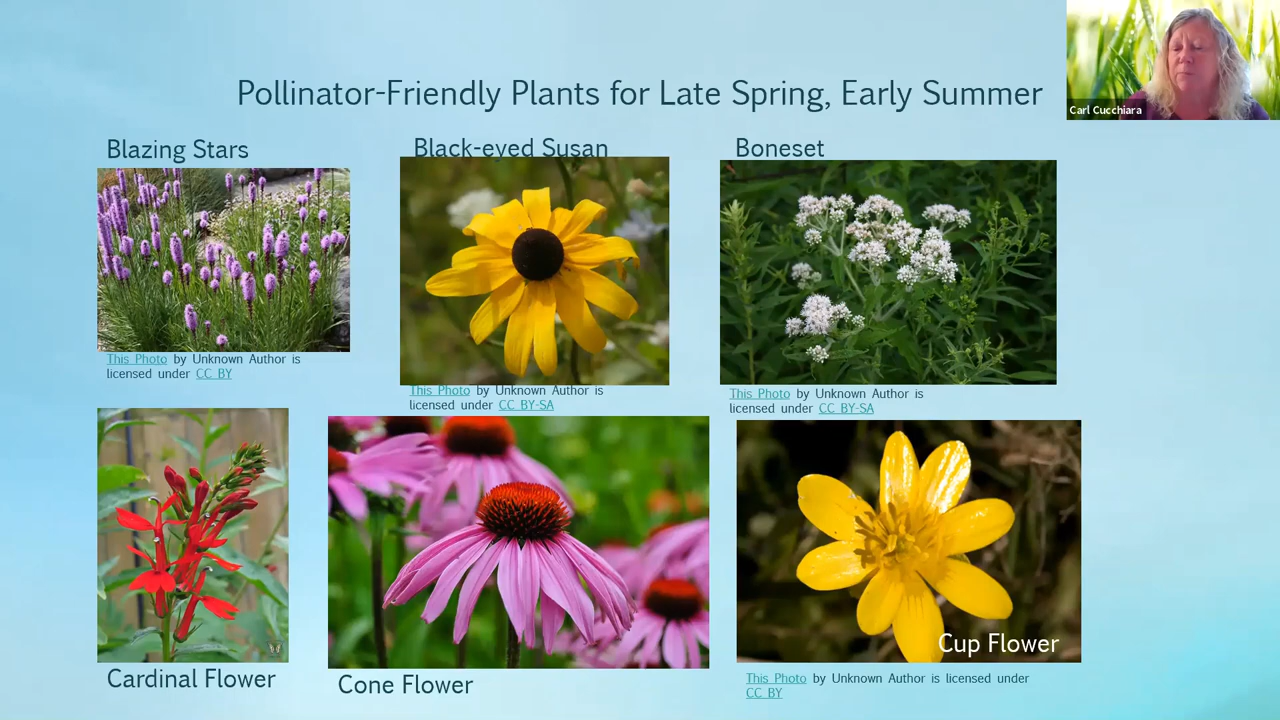 Pollinator-Friendly Plants for Late Spring, Early Summer
Carl Cucchiara
Blazing Stars
Black-eyed Susan
Boneset
This Photo by Unknown Author is
licensed under CC BY
This Photo by Unknown Author is
licensed under CC BY-SA
This Photo by Unknown Author is
licensed under CC BY-SA
Cardinal Flower
Cone Flower
Cup Flower
This Photo by Unknown Author is licensed under
CC BY